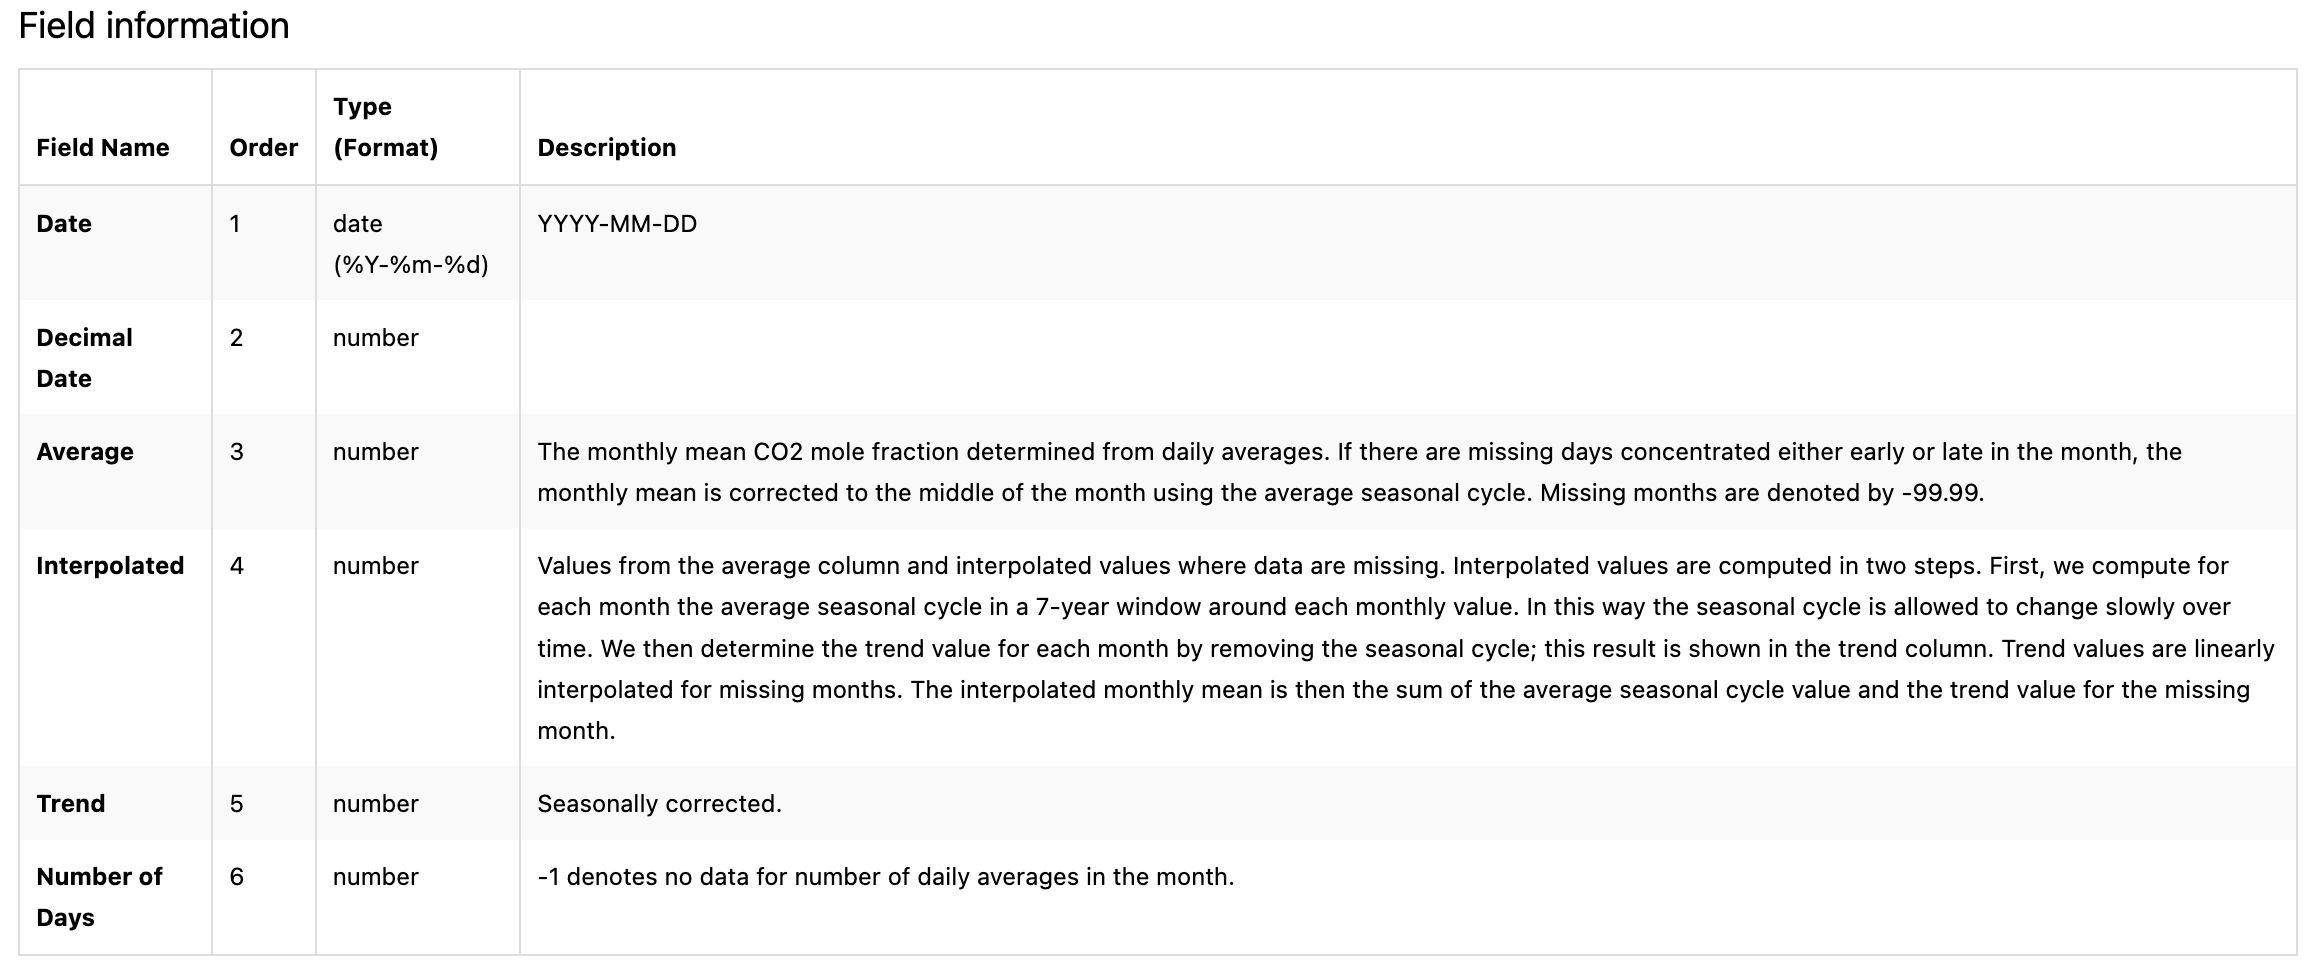 Field information
Field Name Order Type (Format) Description
Date 1 date (%Y-%m-%d) YYYY-MM-DD
Decimal Date 2 number
Average 3 number The monthly mean CO2 mole fraction determined from daily averages. If there are missing days concentrated either early or late in the month, the
monthly mean is corrected to the middle of the month using the average seasonal cycle. Missing months are denoted by -99.99.
Interpolated 4 number Values from the average column and interpolated values where data are missing. Interpolated values are computed in two steps. First, we compute for
each month the average seasonal cycle in a 7-year window around each monthly value. In this way the seasonal cycle is allowed to change slowly over
time. We then determine the trend value for each month by removing the seasonal cycle; this result is shown in the trend column. Trend values are linearly
interpolated for missing months. The interpolated monthly mean is then the sum of the average seasonal cycle value and the trend value for the missing
month.
Trend 5 number Seasonally corrected.
Number of Days 6 number -1 denotes no data for number of daily averages in the month.